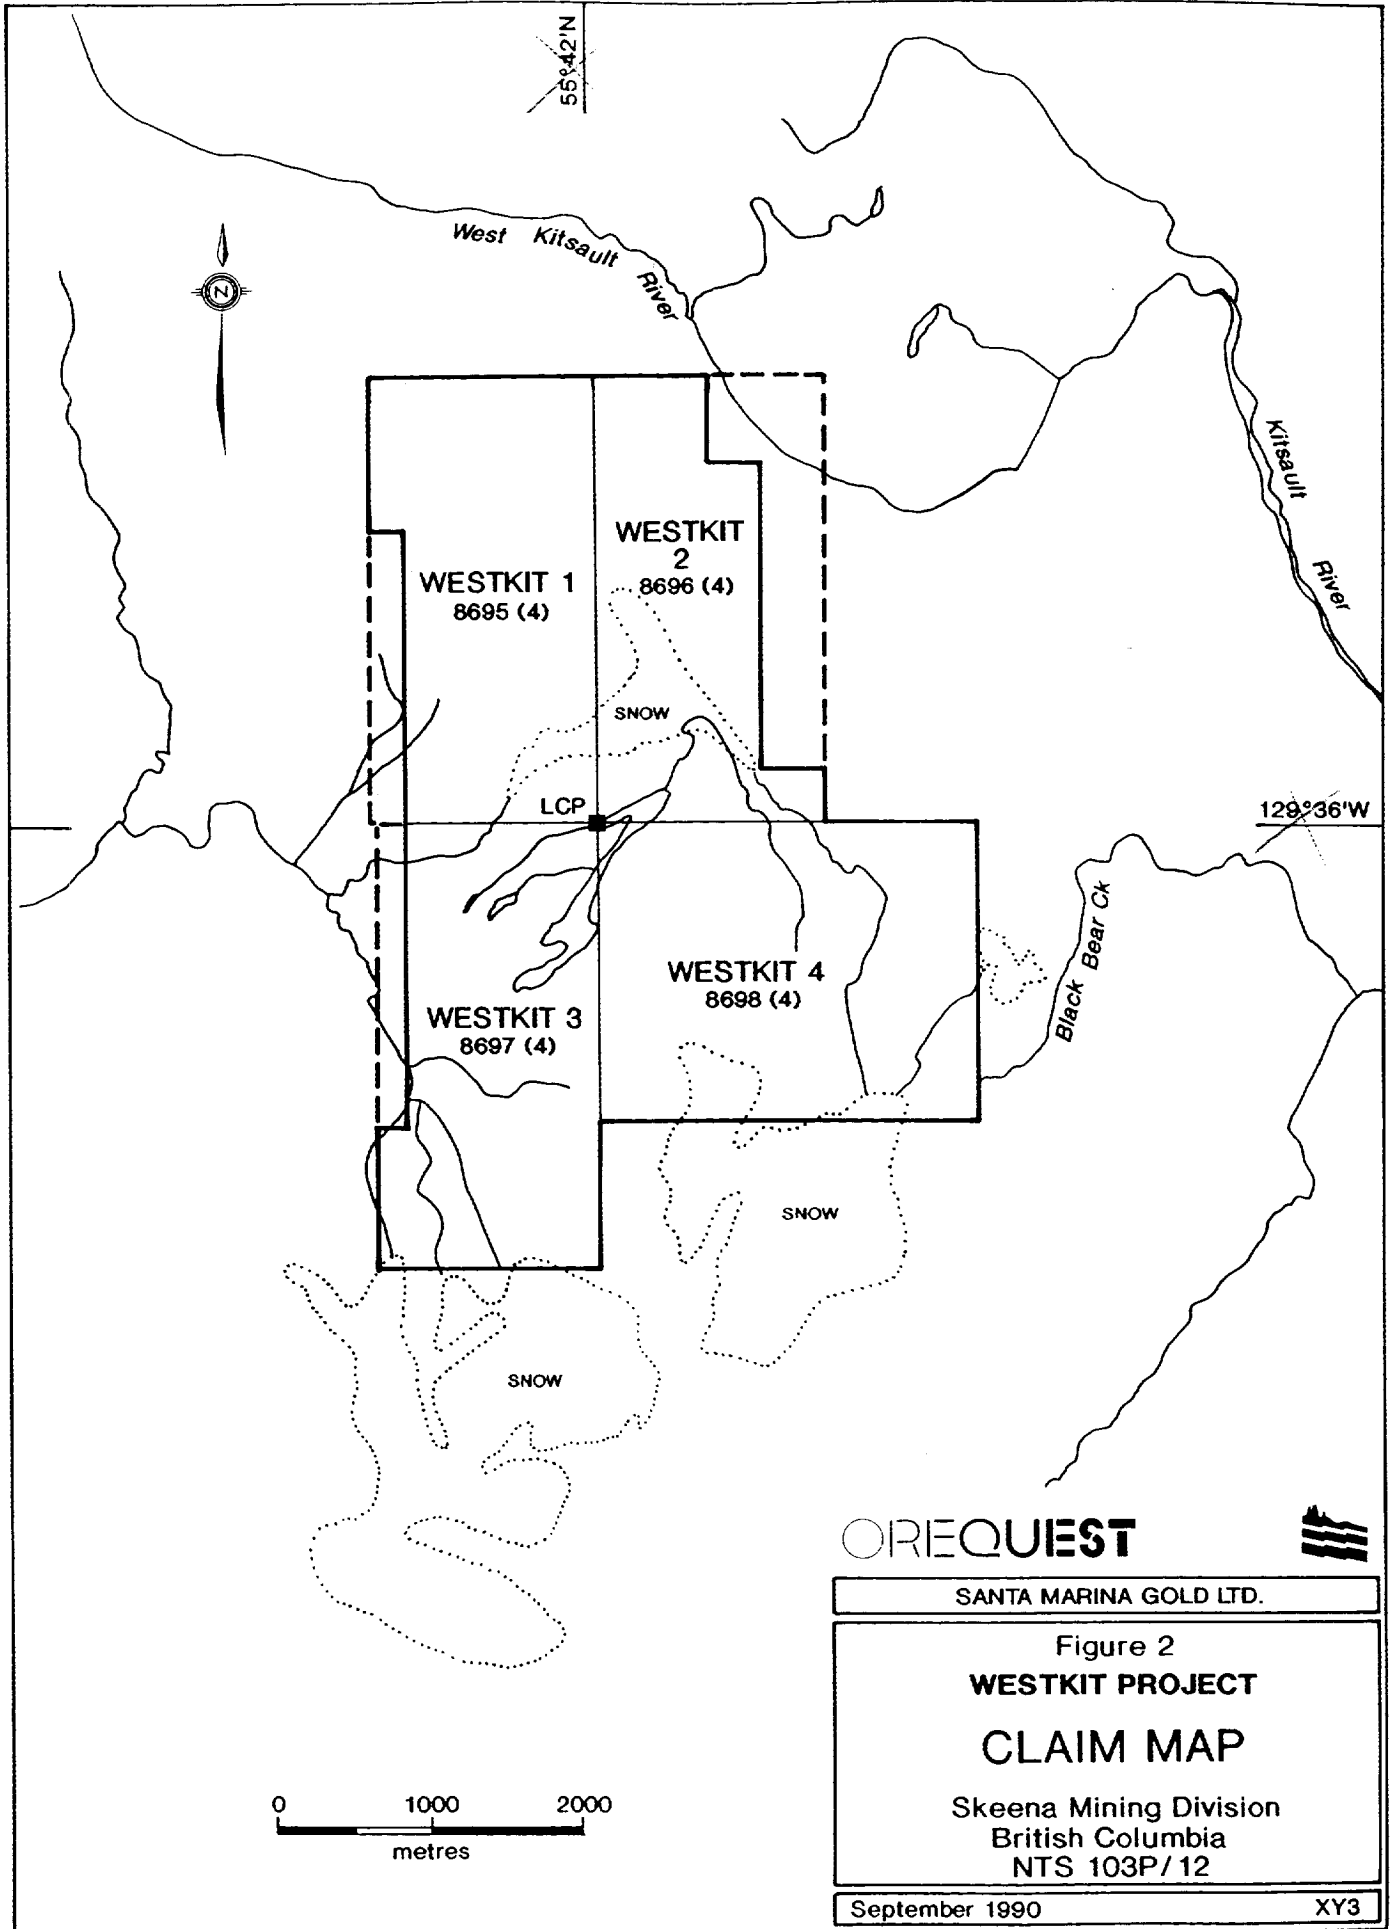 55°42'N
West Kitsault River
N
Kitsault River
WESTKIT 1
8695 (4)
WESTKIT
2
8696 (4)
SNOW
LCP
129°36'W
Black Bear Ck
WESTKIT 4
8698 (4)
WESTKIT 3
8697 (4)
SNOW
SNOW
OREQUEST
SANTA MARINA GOLD LTD.
Figure 2
WESTKIT PROJECT
CLAIM MAP
Skeena Mining Division
British Columbia
NTS 103P/12
September 1990 XY3
0 1000 2000
metres